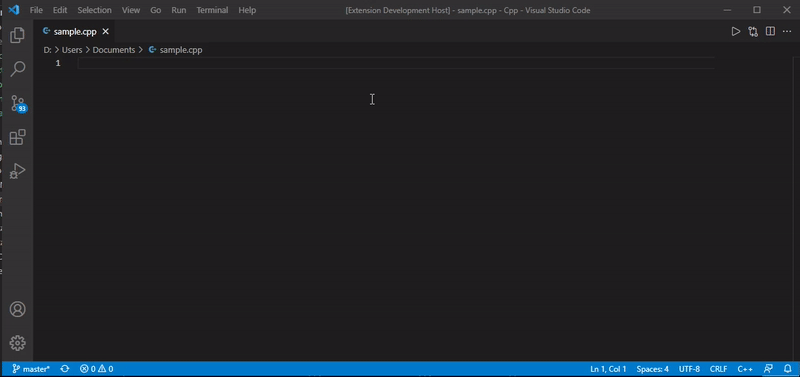 File Edit Selection View Go Run Terminal Help [Extension Development Host] - sample.cpp - Cpp - Visual Studio Code
sample.cpp
D: > Users > Documents > sample.cpp
1
93
master* 0 0 Ln 1, Col 1 Spaces: 4 UTF-8 CRLF C++